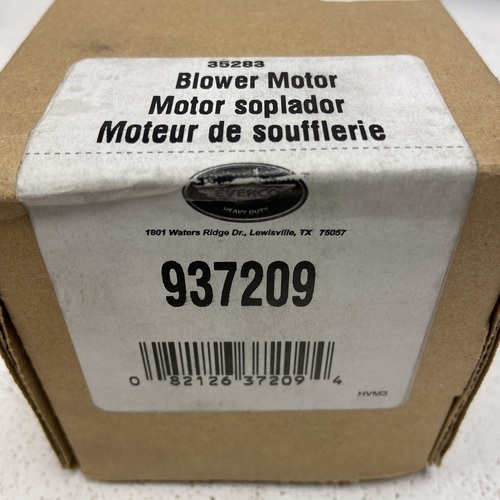 35283
Blower Motor
Motor soplador
Moteur de soufflerie
EVERCO
HEAVY DUTY
1801 Waters Ridge Dr., Lewisville, TX 75057
937209
0 82126 37209 4
HVM3